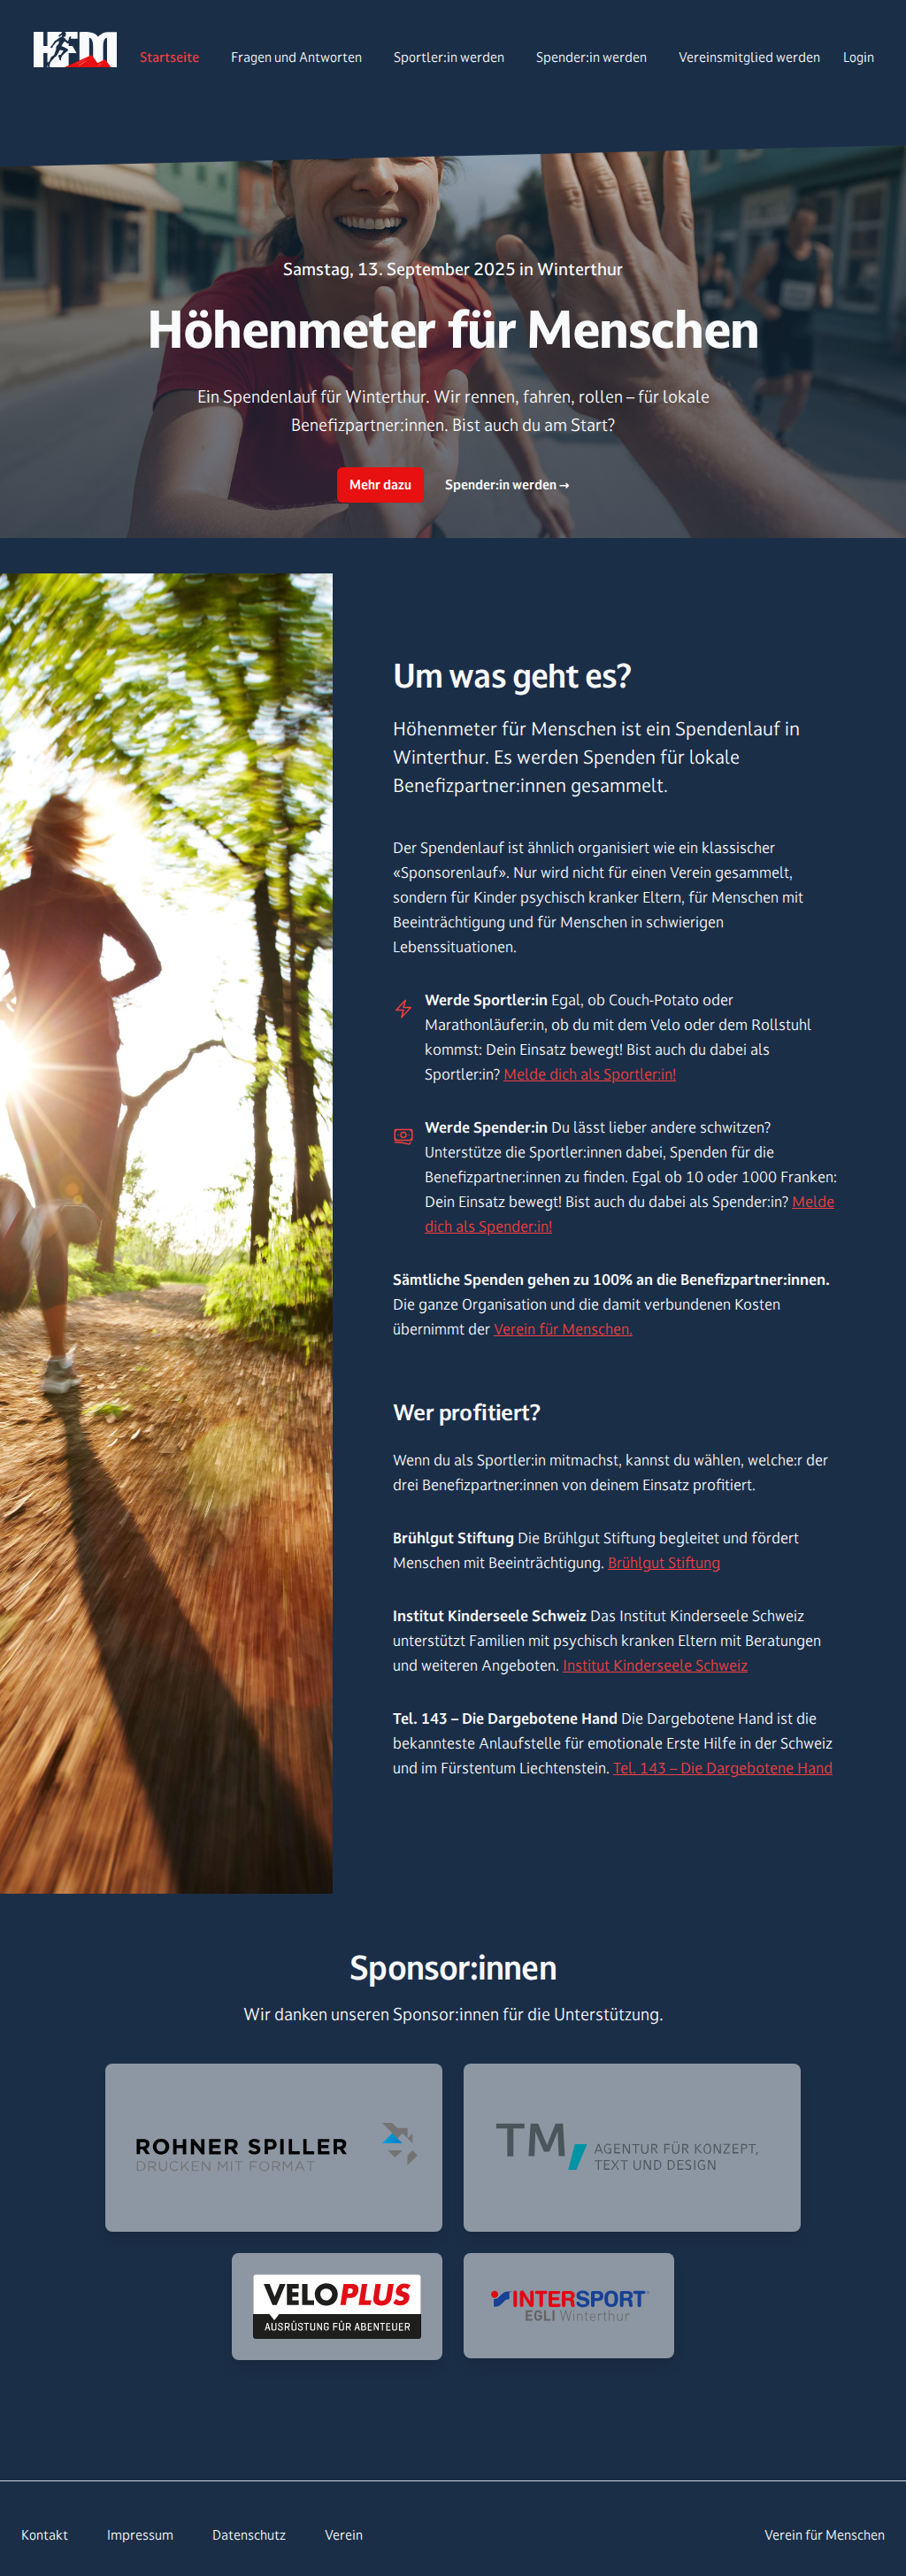 HFM
Startseite
Fragen und Antworten
Sportler:in werden
Spender:in werden
Vereinsmitglied werden
Login
Samstag, 13. September 2025 in Winterthur
Höhenmeter für Menschen
Ein Spendenlauf für Winterthur. Wir rennen, fahren, rollen – für lokale
Benefizpartner:innen. Bist auch du am Start?
Mehr dazu
Spender:in werden →
Um was geht es?
Höhenmeter für Menschen ist ein Spendenlauf in
Winterthur. Es werden Spenden für lokale
Benefizpartner:innen gesammelt.
Der Spendenlauf ist ähnlich organisiert wie ein klassischer
«Sponsorenlauf». Nur wird nicht für einen Verein gesammelt,
sondern für Kinder psychisch kranker Eltern, für Menschen mit
Beeinträchtigung und für Menschen in schwierigen
Lebenssituationen.
Werde Sportler:in Egal, ob Couch-Potato oder
Marathonläufer:in, ob du mit dem Velo oder dem Rollstuhl
kommst: Dein Einsatz bewegt! Bist auch du dabei als
Sportler:in? Melde dich als Sportler:in!
Werde Spender:in Du lässt lieber andere schwitzen?
Unterstütze die Sportler:innen dabei, Spenden für die
Benefizpartner:innen zu finden. Egal ob 10 oder 1000 Franken:
Dein Einsatz bewegt! Bist auch du dabei als Spender:in? Melde
dich als Spender:in!
Sämtliche Spenden gehen zu 100% an die Benefizpartner:innen.
Die ganze Organisation und die damit verbundenen Kosten
übernimmt der Verein für Menschen.
Wer profitiert?
Wenn du als Sportler:in mitmachst, kannst du wählen, welche:r der
drei Benefizpartner:innen von deinem Einsatz profitiert.
Brühlgut Stiftung Die Brühlgut Stiftung begleitet und fördert
Menschen mit Beeinträchtigung. Brühlgut Stiftung
Institut Kinderseele Schweiz Das Institut Kinderseele Schweiz
unterstützt Familien mit psychisch kranken Eltern mit Beratungen
und weiteren Angeboten. Institut Kinderseele Schweiz
Tel. 143 – Die Dargebotene Hand Die Dargebotene Hand ist die
bekannteste Anlaufstelle für emotionale Erste Hilfe in der Schweiz
und im Fürstentum Liechtenstein. Tel. 143 – Die Dargebotene Hand
Sponsor:innen
Wir danken unseren Sponsor:innen für die Unterstützung.
ROHNER SPILLER
DRUCKEN MIT FORMAT
TM
AGENTUR FÜR KONZEPT,
TEXT UND DESIGN
VELOPLUS
AUSRÜSTUNG FÜR ABENTEUER
INTERSPORT
EGLI Winterthur
Kontakt
Impressum
Datenschutz
Verein
Verein für Menschen